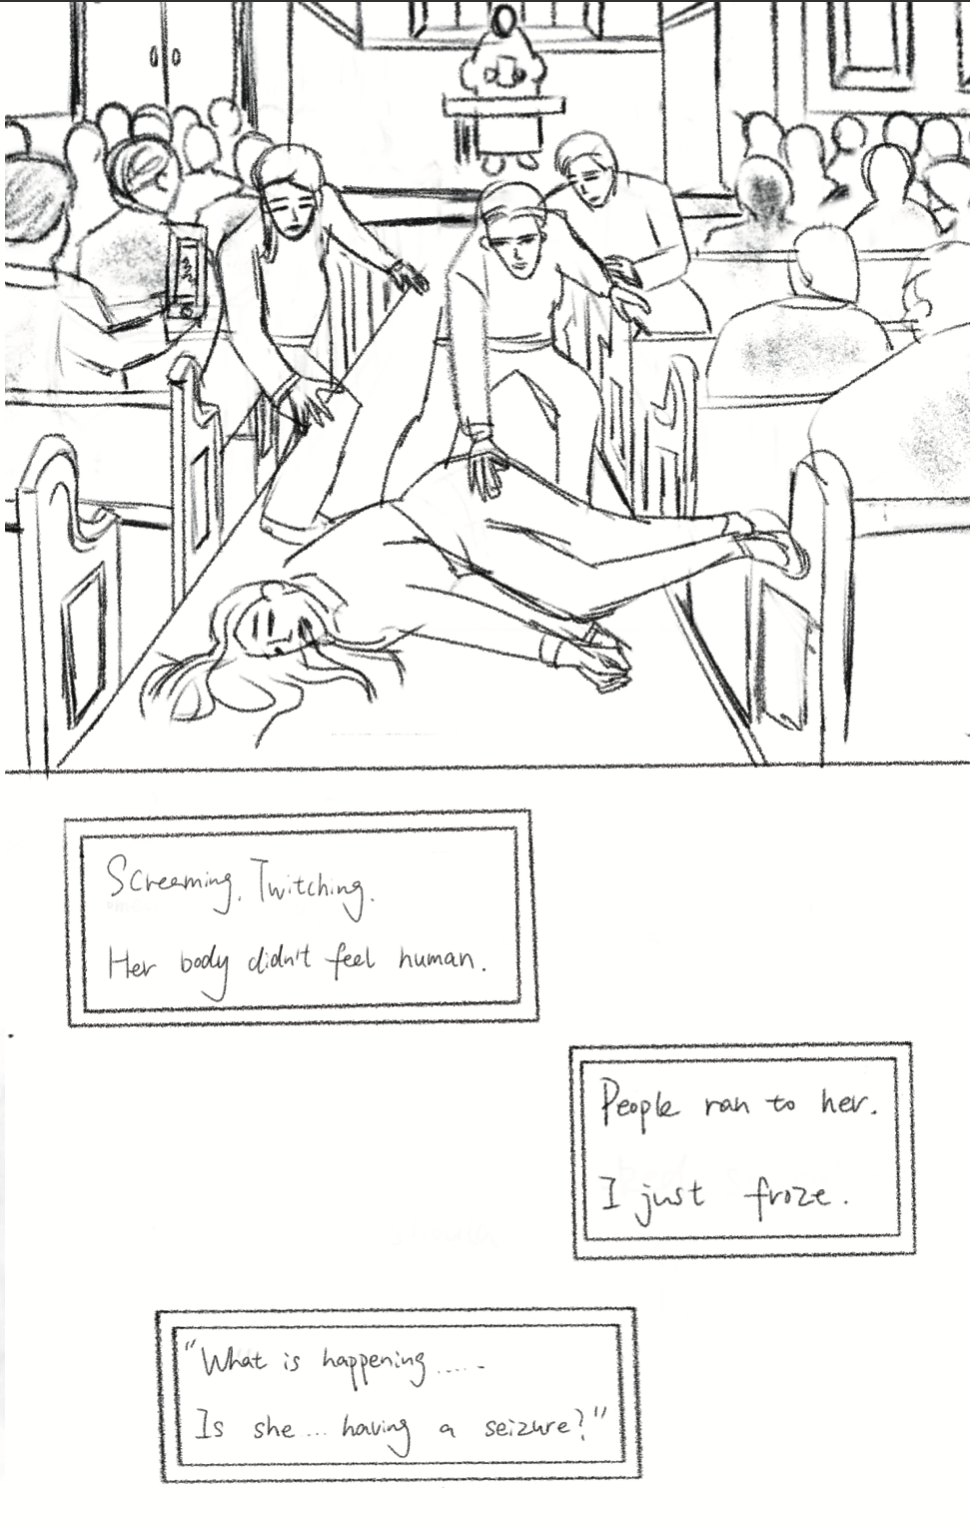 Screaming. Twitching.
Her body didn't feel human.
People ran to her.
I just froze.
"What is happening.....
Is she... having a seizure?"